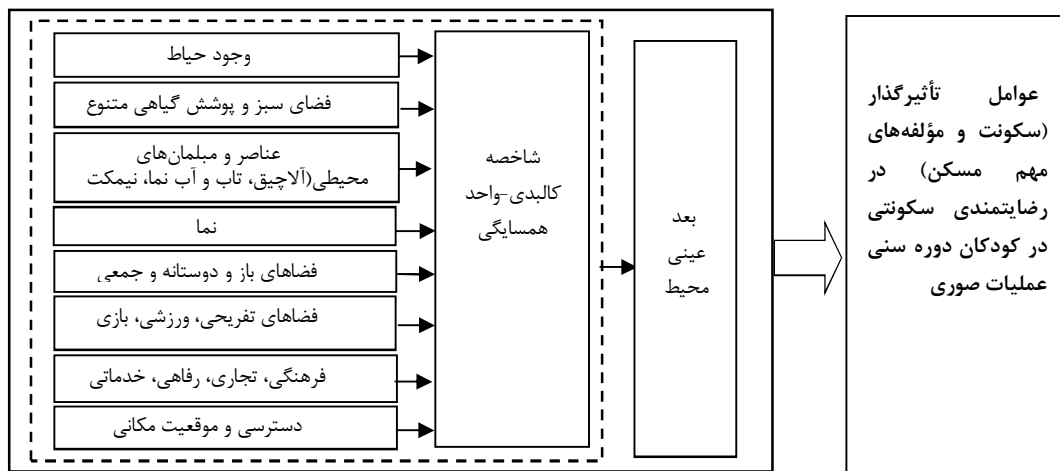 وجود حیاط
فضای سبز و پوشش گیاهی متنوع
عناصر و مبلمان‌های
محیطی(آلاچیق، تاب و آب نما، نیمکت
نما
فضاهای باز و دوستانه و جمعی
فضاهای تفریحی، ورزشی، بازی
فرهنگی، تجاری، رفاهی، خدماتی
دسترسی و موقعیت مکانی
شاخصه
کالبدی-واحد
همسایگی
بعد
عینی
محیط
عوامل تأثیرگذار
(سکونت و مؤلفه‌های
مهم مسکن) در
رضایتمندی سکونتی
در کودکان دوره سنی
عملیات صوری